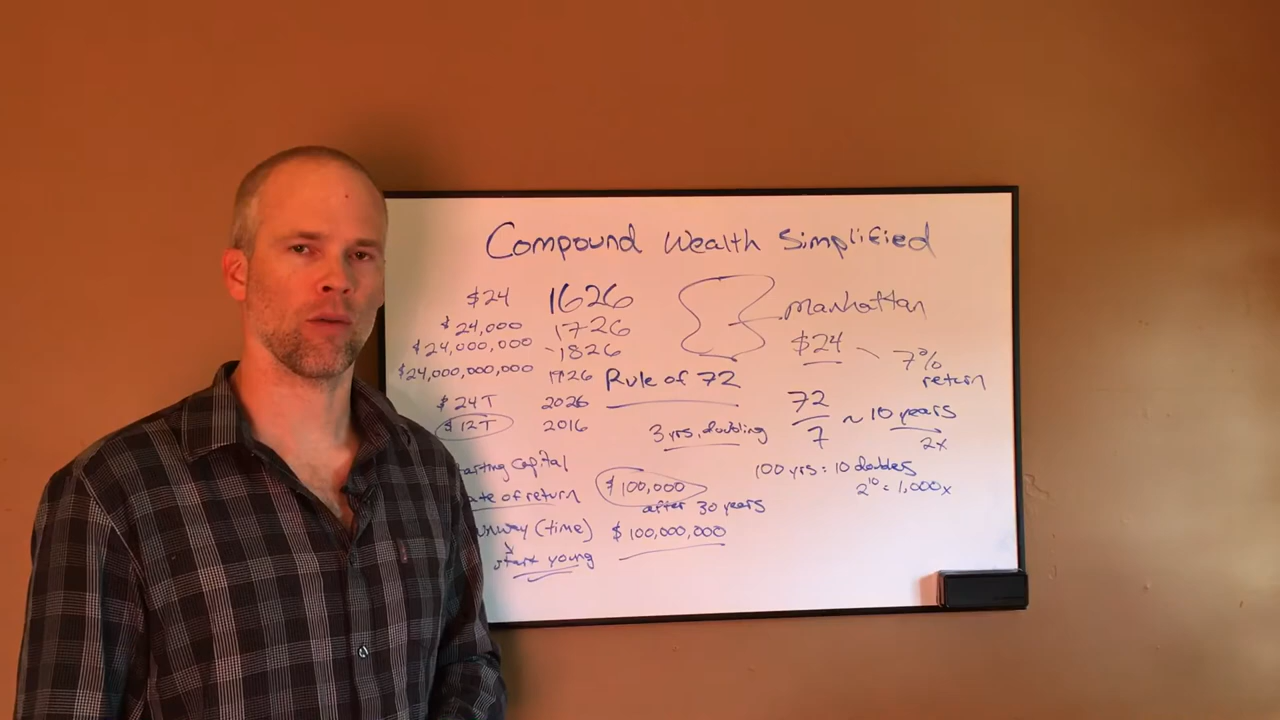 Compound Wealth Simplified
$24 1626
$24,000 1726
$24,000,000 -1826
$24,000,000,000 1926
$24T 2026
$12T 2016
Manhattan
$24
7% return
Rule of 72
72
7
~ 10 years
2x
3 yrs. doubling
100 yrs = 10 doubles
2^10 = 1,000x
arting Capital
ate of return
nway (time)
start young
$100,000
after 30 years
$100,000,000